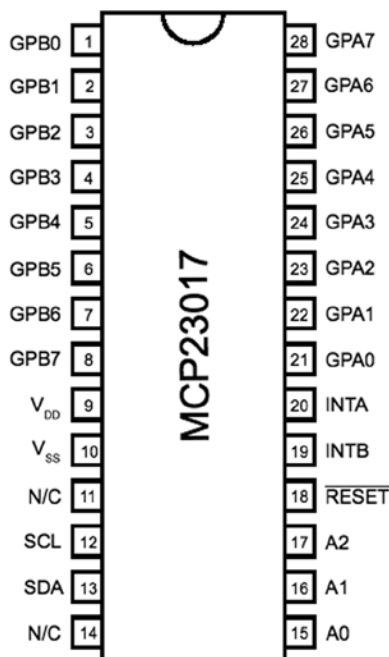 GPB0 1 28 GPA7
GPB1 2 27 GPA6
GPB2 3 26 GPA5
GPB3 4 25 GPA4
GPB4 5 24 GPA3
GPB5 6 23 GPA2
GPB6 7 22 GPA1
GPB7 8 21 GPA0
VDD 9 20 INTA
VSS 10 19 INTB
N/C 11 18 RESET
SCL 12 17 A2
SDA 13 16 A1
N/C 14 15 A0
MCP23017